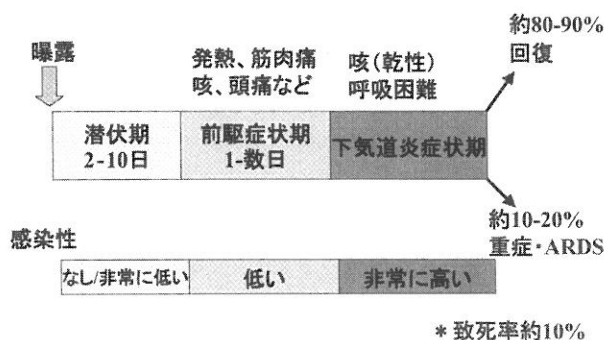 曝露
発熱、筋肉痛
咳、頭痛など
咳(乾性)
呼吸困難
約80-90%
回復
潜伏期
2-10日
前駆症状期
1-数日
下気道炎症状期
約10-20%
重症・ARDS
感染性
なし/非常に低い
低い
非常に高い
* 致死率約10%